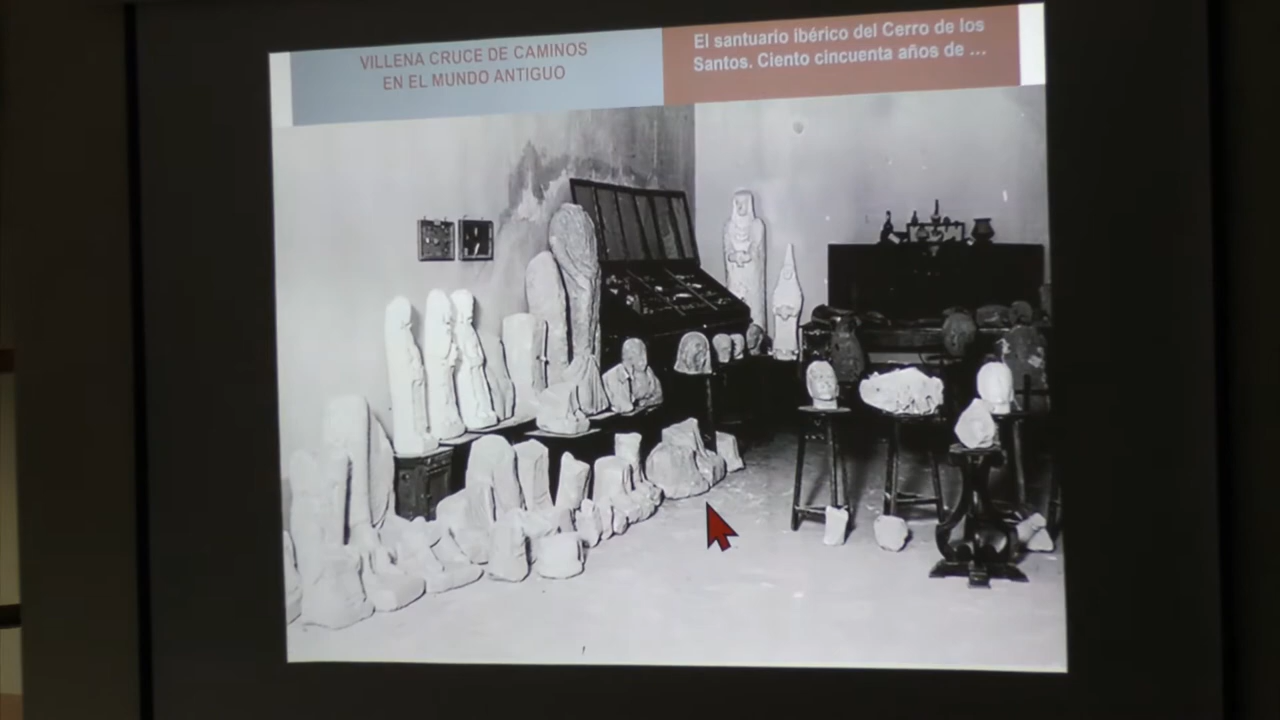 VILLENA CRUCE DE CAMINOS
EN EL MUNDO ANTIGUO
El santuario ibérico del Cerro de los
Santos. Ciento cincuenta años de ...